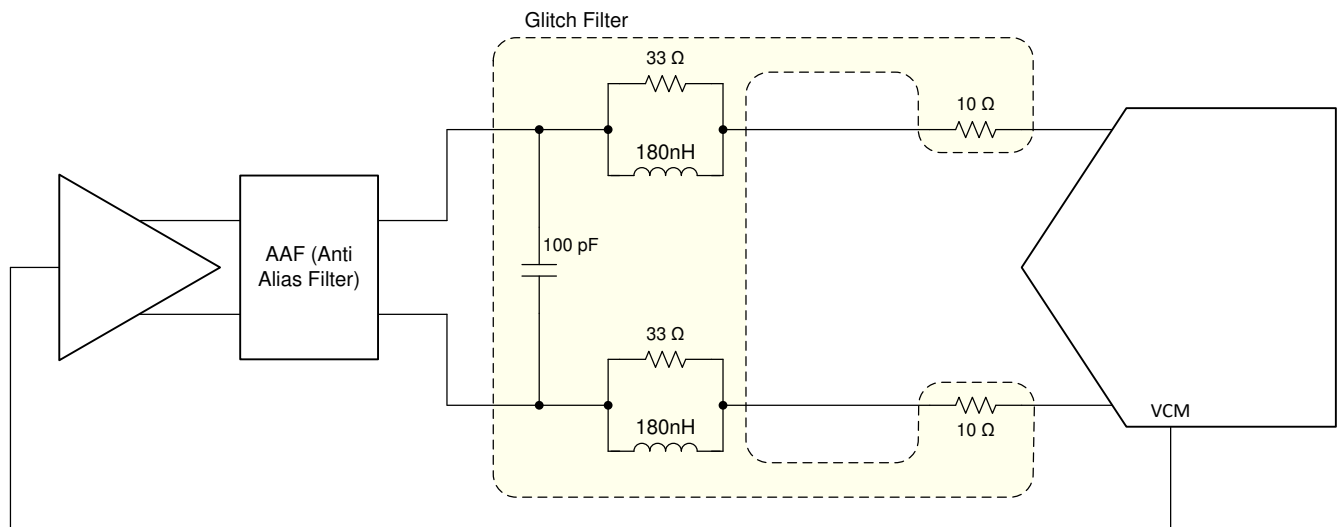 Glitch Filter
33 Ω
10 Ω
180nH
AAF (Anti
Alias Filter)
100 pF
33 Ω
180nH
10 Ω
VCM